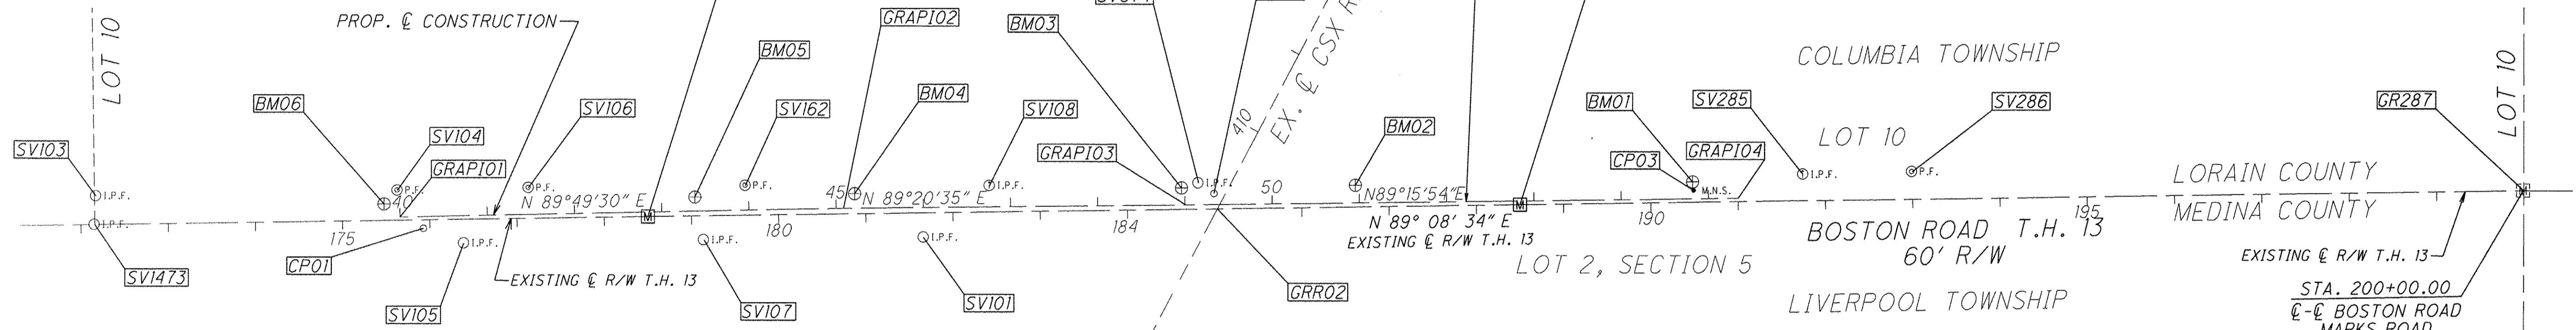 LOT 10
PROP. ℄ CONSTRUCTION
GRAPI02
BM03
EX. ℄ CSX
410
COLUMBIA TOWNSHIP
LOT 10
BM05
BM06
SV106
SV162
BM04
SV108
BM02
BM01
SV285
SV286
GR287
SV103
SV104
GRAPI01
GRAPI03
CP03
GRAPI04
LOT 10
LORAIN COUNTY
I.P.F.
P.F.
P.F.
I.P.F.
I.P.F.
M.N.S.
I.P.F.
P.F.
40
N 89°49'30" E
45
N 89°20'35" E
50
N89°15'54"E
I.P.F.
M
M
175
180
184
190
195
MEDINA COUNTY
N 89° 08' 34" E
EXISTING ℄ R/W T.H. 13
BOSTON ROAD T.H. 13
60' R/W
I.P.F.
I.P.F.
I.P.F.
SV1473
CP01
SV105
EXISTING ℄ R/W T.H. 13
SV107
SV101
GRR02
LOT 2, SECTION 5
LIVERPOOL TOWNSHIP
EXISTING ℄ R/W T.H. 13
STA. 200+00.00
℄-℄ BOSTON ROAD
MARKS ROAD